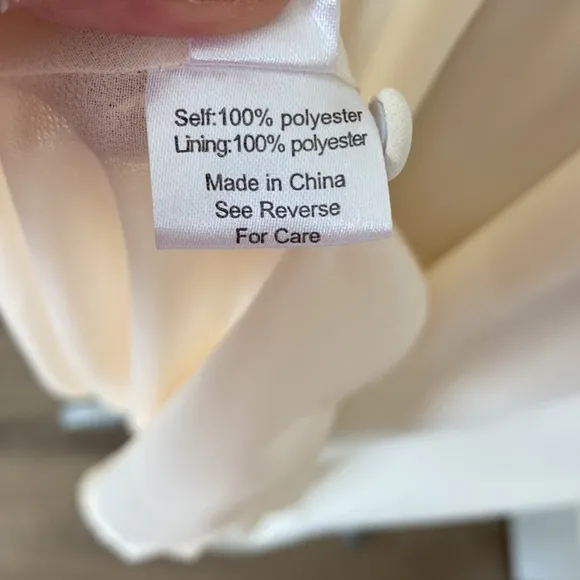 Self:100% polyester
Lining:100% polyester
Made in China
See Reverse
For Care